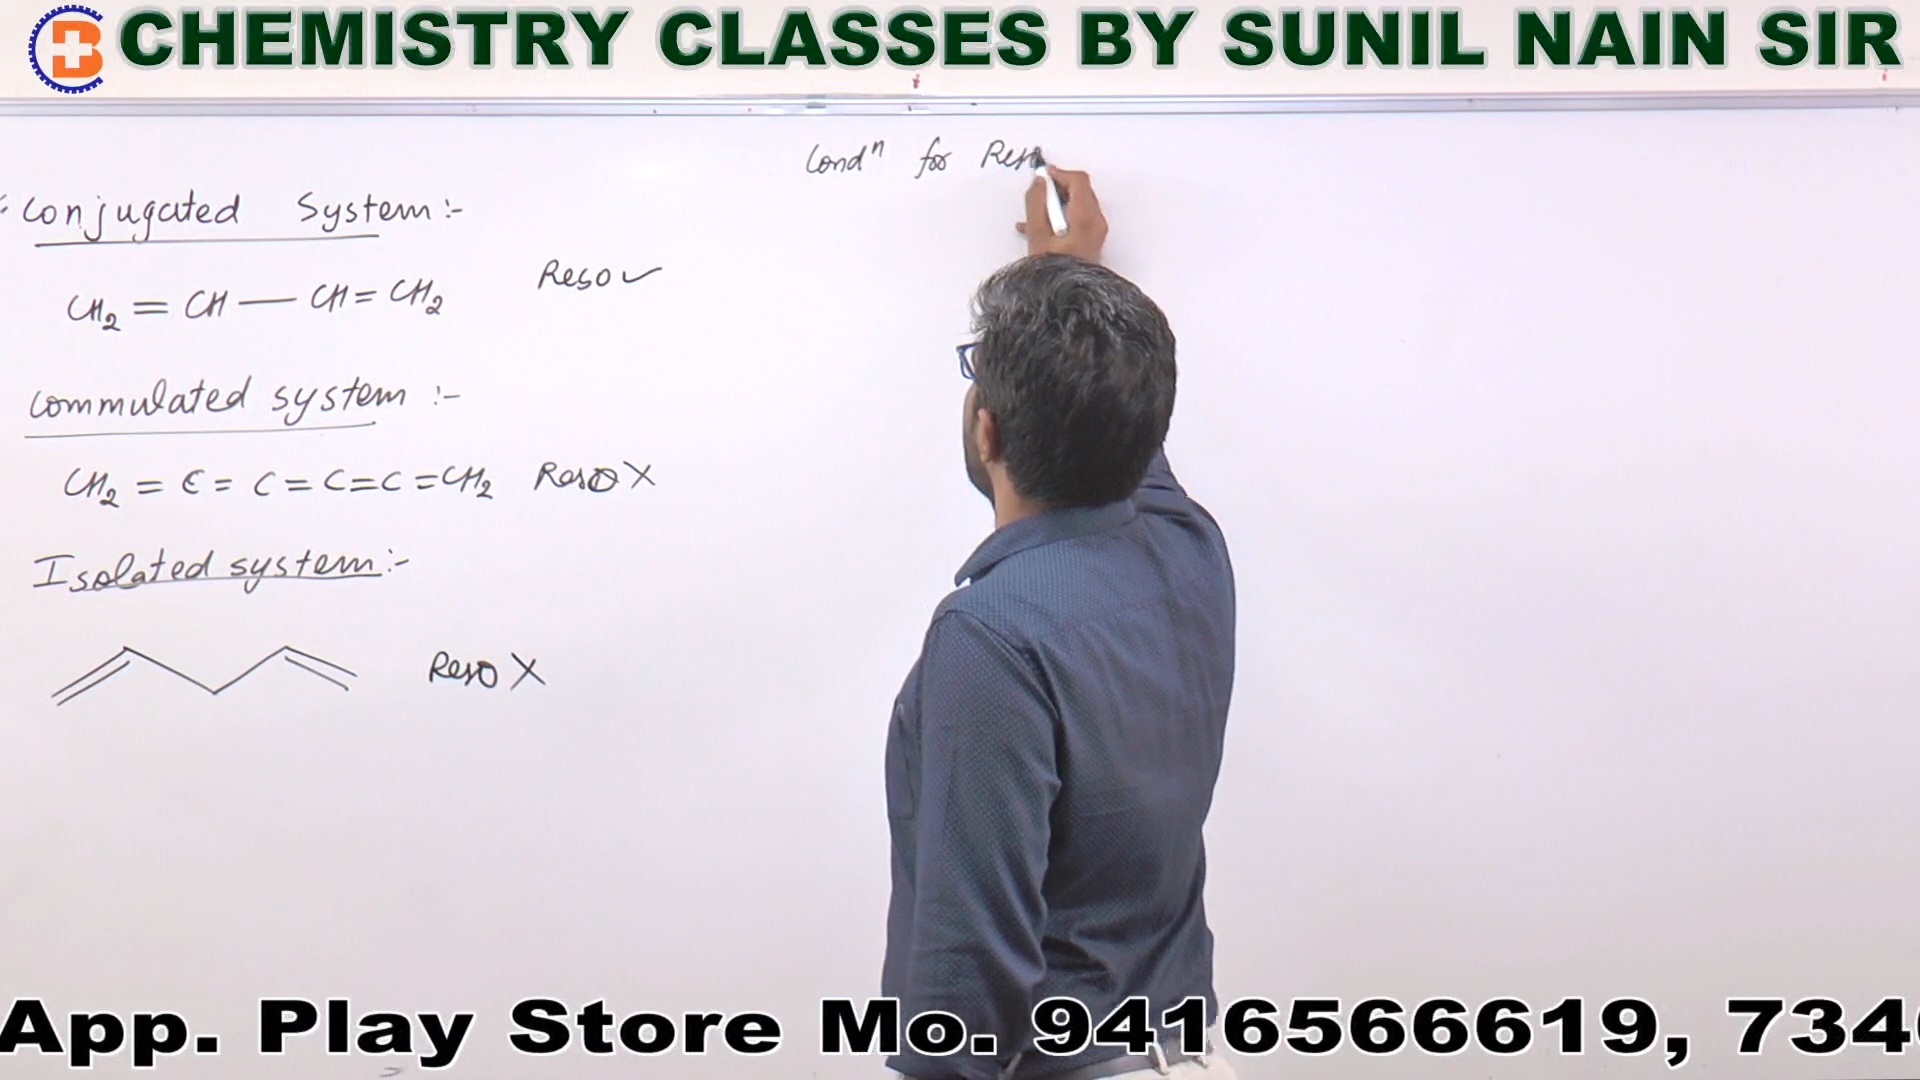 CHEMISTRY CLASSES BY SUNIL NAIN SIR
Condⁿ for Reso
Conjugated System:-
CH₂ = CH — CH = CH₂ Reso ✓
Commulated system :-
CH₂ = C = C = C = C = CH₂ Reso X
Isolated system:-
Reso X
App. Play Store Mo. 9416566619, 734